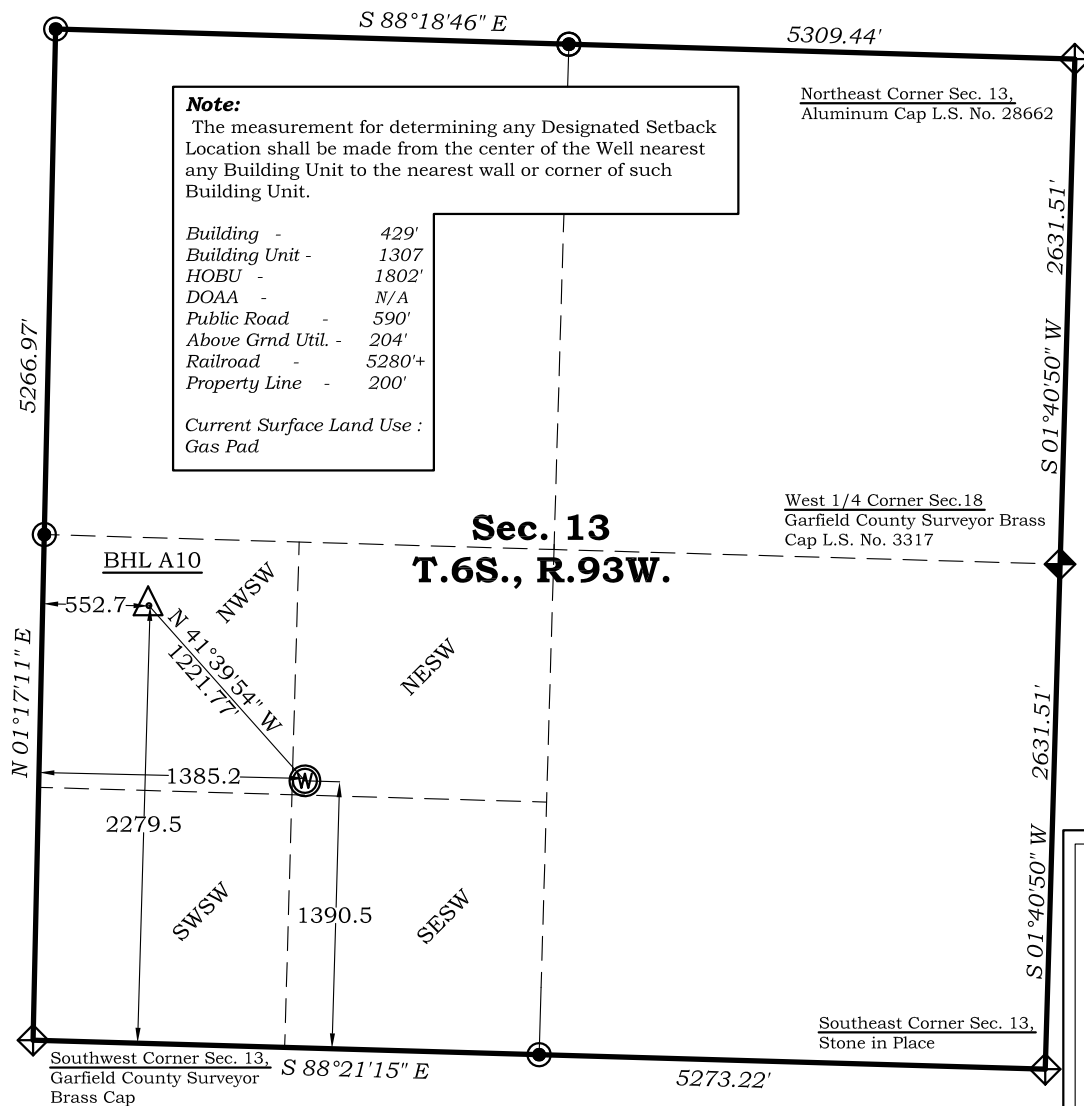 S 88°18'46" E
5309.44'
Northeast Corner Sec. 13,
Aluminum Cap L.S. No. 28662
Note:
The measurement for determining any Designated Setback
Location shall be made from the center of the Well nearest
any Building Unit to the nearest wall or corner of such
Building Unit.
Building - 429'
Building Unit - 1307
HOBU - 1802'
DOAA - N/A
Public Road - 590'
Above Grnd Util. - 204'
Railroad - 5280'+
Property Line - 200'
Current Surface Land Use :
Gas Pad
5266.97'
2631.51'
S 01°40'50" W
West 1/4 Corner Sec.18
Garfield County Surveyor Brass
Cap L.S. No. 3317
Sec. 13
T.6S., R.93W.
BHL A10
552.7
N 41°39'54" W
1221.77'
NWSW
NESW
N 01°17'11" E
1385.2
2279.5
W
2631.51'
SWSW
1390.5
SESW
S 01°40'50" W
Southeast Corner Sec. 13,
Stone in Place
Southwest Corner Sec. 13,
Garfield County Surveyor
Brass Cap
S 88°21'15" E
5273.22'